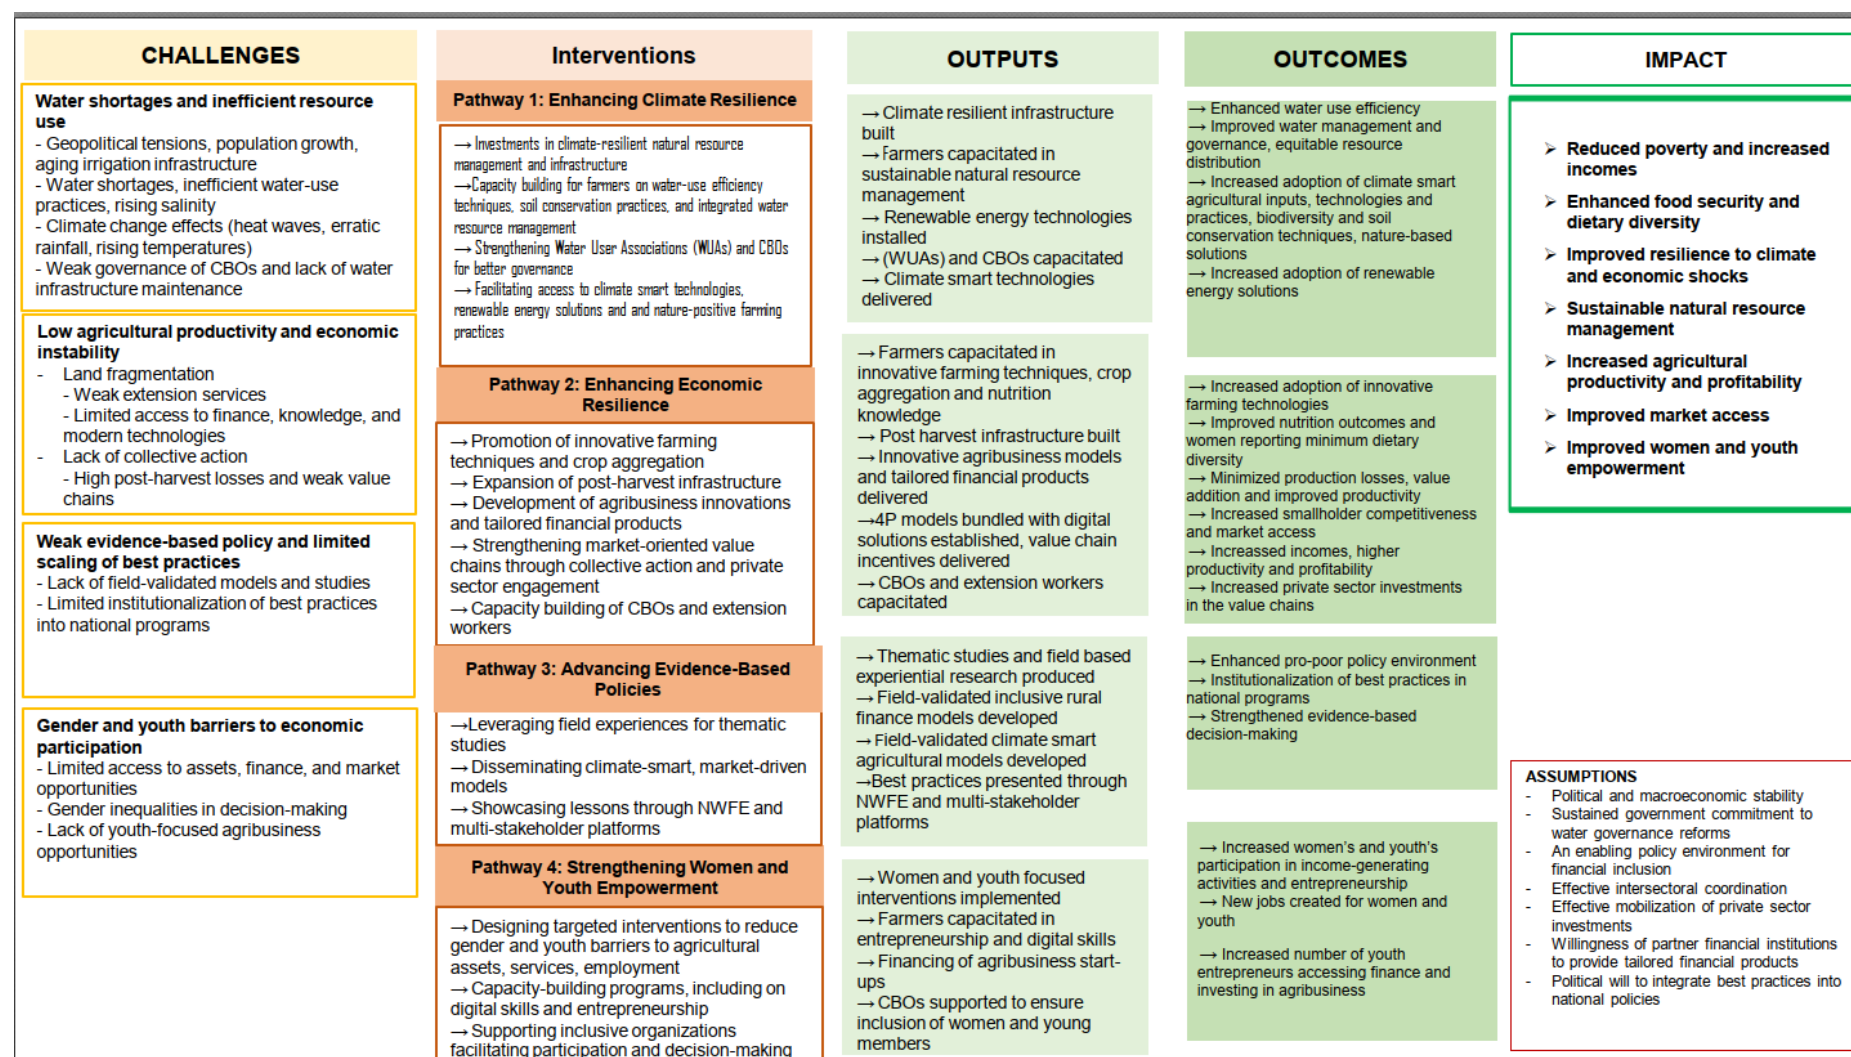 CHALLENGES
Water shortages and inefficient resource
use
- Geopolitical tensions, population growth,
aging irrigation infrastructure
- Water shortages, inefficient water-use
practices, rising salinity
- Climate change effects (heat waves, erratic
rainfall, rising temperatures)
- Weak governance of CBOs and lack of water
infrastructure maintenance
Low agricultural productivity and economic
instability
- Land fragmentation
- Weak extension services
- Limited access to finance, knowledge, and
modern technologies
- Lack of collective action
- High post-harvest losses and weak value
chains
Weak evidence-based policy and limited
scaling of best practices
- Lack of field-validated models and studies
- Limited institutionalization of best practices
into national programs
Gender and youth barriers to economic
participation
- Limited access to assets, finance, and market
opportunities
- Gender inequalities in decision-making
- Lack of youth-focused agribusiness
opportunities
Interventions
Pathway 1: Enhancing Climate Resilience
→ Investments in climate-resilient natural resource
management and infrastructure
→Capacity building for farmers on water-use efficiency
techniques, soil conservation practices, and integrated water
resource management
→ Strengthening Water User Associations (WUAs) and CBOs
for better governance
→ Facilitating access to climate smart technologies,
renewable energy solutions and and nature-positive farming
practices
Pathway 2: Enhancing Economic
Resilience
→ Promotion of innovative farming
techniques and crop aggregation
→ Expansion of post-harvest infrastructure
→ Development of agribusiness innovations
and tailored financial products
→ Strengthening market-oriented value
chains through collective action and private
sector engagement
→ Capacity building of CBOs and extension
workers
Pathway 3: Advancing Evidence-Based
Policies
→Leveraging field experiences for thematic
studies
→ Disseminating climate-smart, market-driven
models
→ Showcasing lessons through NWFE and
multi-stakeholder platforms
Pathway 4: Strengthening Women and
Youth Empowerment
→ Designing targeted interventions to reduce
gender and youth barriers to agricultural
assets, services, employment
→ Capacity-building programs, including on
digital skills and entrepreneurship
→ Supporting inclusive organizations
facilitating participation and decision-making
OUTPUTS
→ Climate resilient infrastructure
built
→ Farmers capacitated in
sustainable natural resource
management
→ Renewable energy technologies
installed
→ (WUAs) and CBOs capacitated
→ Climate smart technologies
delivered
→ Farmers capacitated in
innovative farming techniques, crop
aggregation and nutrition
knowledge
→ Post harvest infrastructure built
→ Innovative agribusiness models
and tailored financial products
delivered
→4P models bundled with digital
solutions established, value chain
incentives delivered
→ CBOs and extension workers
capacitated
→ Thematic studies and field based
experiential research produced
→ Field-validated inclusive rural
finance models developed
→ Field-validated climate smart
agricultural models developed
→Best practices presented through
NWFE and multi-stakeholder
platforms
→ Women and youth focused
interventions implemented
→ Farmers capacitated in
entrepreneurship and digital skills
→ Financing of agribusiness start-
ups
→ CBOs supported to ensure
inclusion of women and young
members
OUTCOMES
→ Enhanced water use efficiency
→ Improved water management and
governance, equitable resource
distribution
→ Increased adoption of climate smart
agricultural inputs, technologies and
practices, biodiversity and soil
conservation techniques, nature-based
solutions
→ Increased adoption of renewable
energy solutions
→ Increased adoption of innovative
farming technologies
→ Improved nutrition outcomes and
women reporting minimum dietary
diversity
→ Minimized production losses, value
addition and improved productivity
→ Increased smallholder competitiveness
and market access
→ Increassed incomes, higher
productivity and profitability
→ Increased private sector investments
in the value chains
→ Enhanced pro-poor policy environment
→ Institutionalization of best practices in
national programs
→ Strengthened evidence-based
decision-making
→ Increased women's and youth's
participation in income-generating
activities and entrepreneurship
→ New jobs created for women and
youth
→ Increased number of youth
entrepreneurs accessing finance and
investing in agribusiness
IMPACT
➢ Reduced poverty and increased
incomes
➢ Enhanced food security and
dietary diversity
➢ Improved resilience to climate
and economic shocks
➢ Sustainable natural resource
management
➢ Increased agricultural
productivity and profitability
➢ Improved market access
➢ Improved women and youth
empowerment
ASSUMPTIONS
- Political and macroeconomic stability
- Sustained government commitment to
water governance reforms
- An enabling policy environment for
financial inclusion
- Effective intersectoral coordination
- Effective mobilization of private sector
investments
- Willingness of partner financial institutions
to provide tailored financial products
- Political will to integrate best practices into
national policies